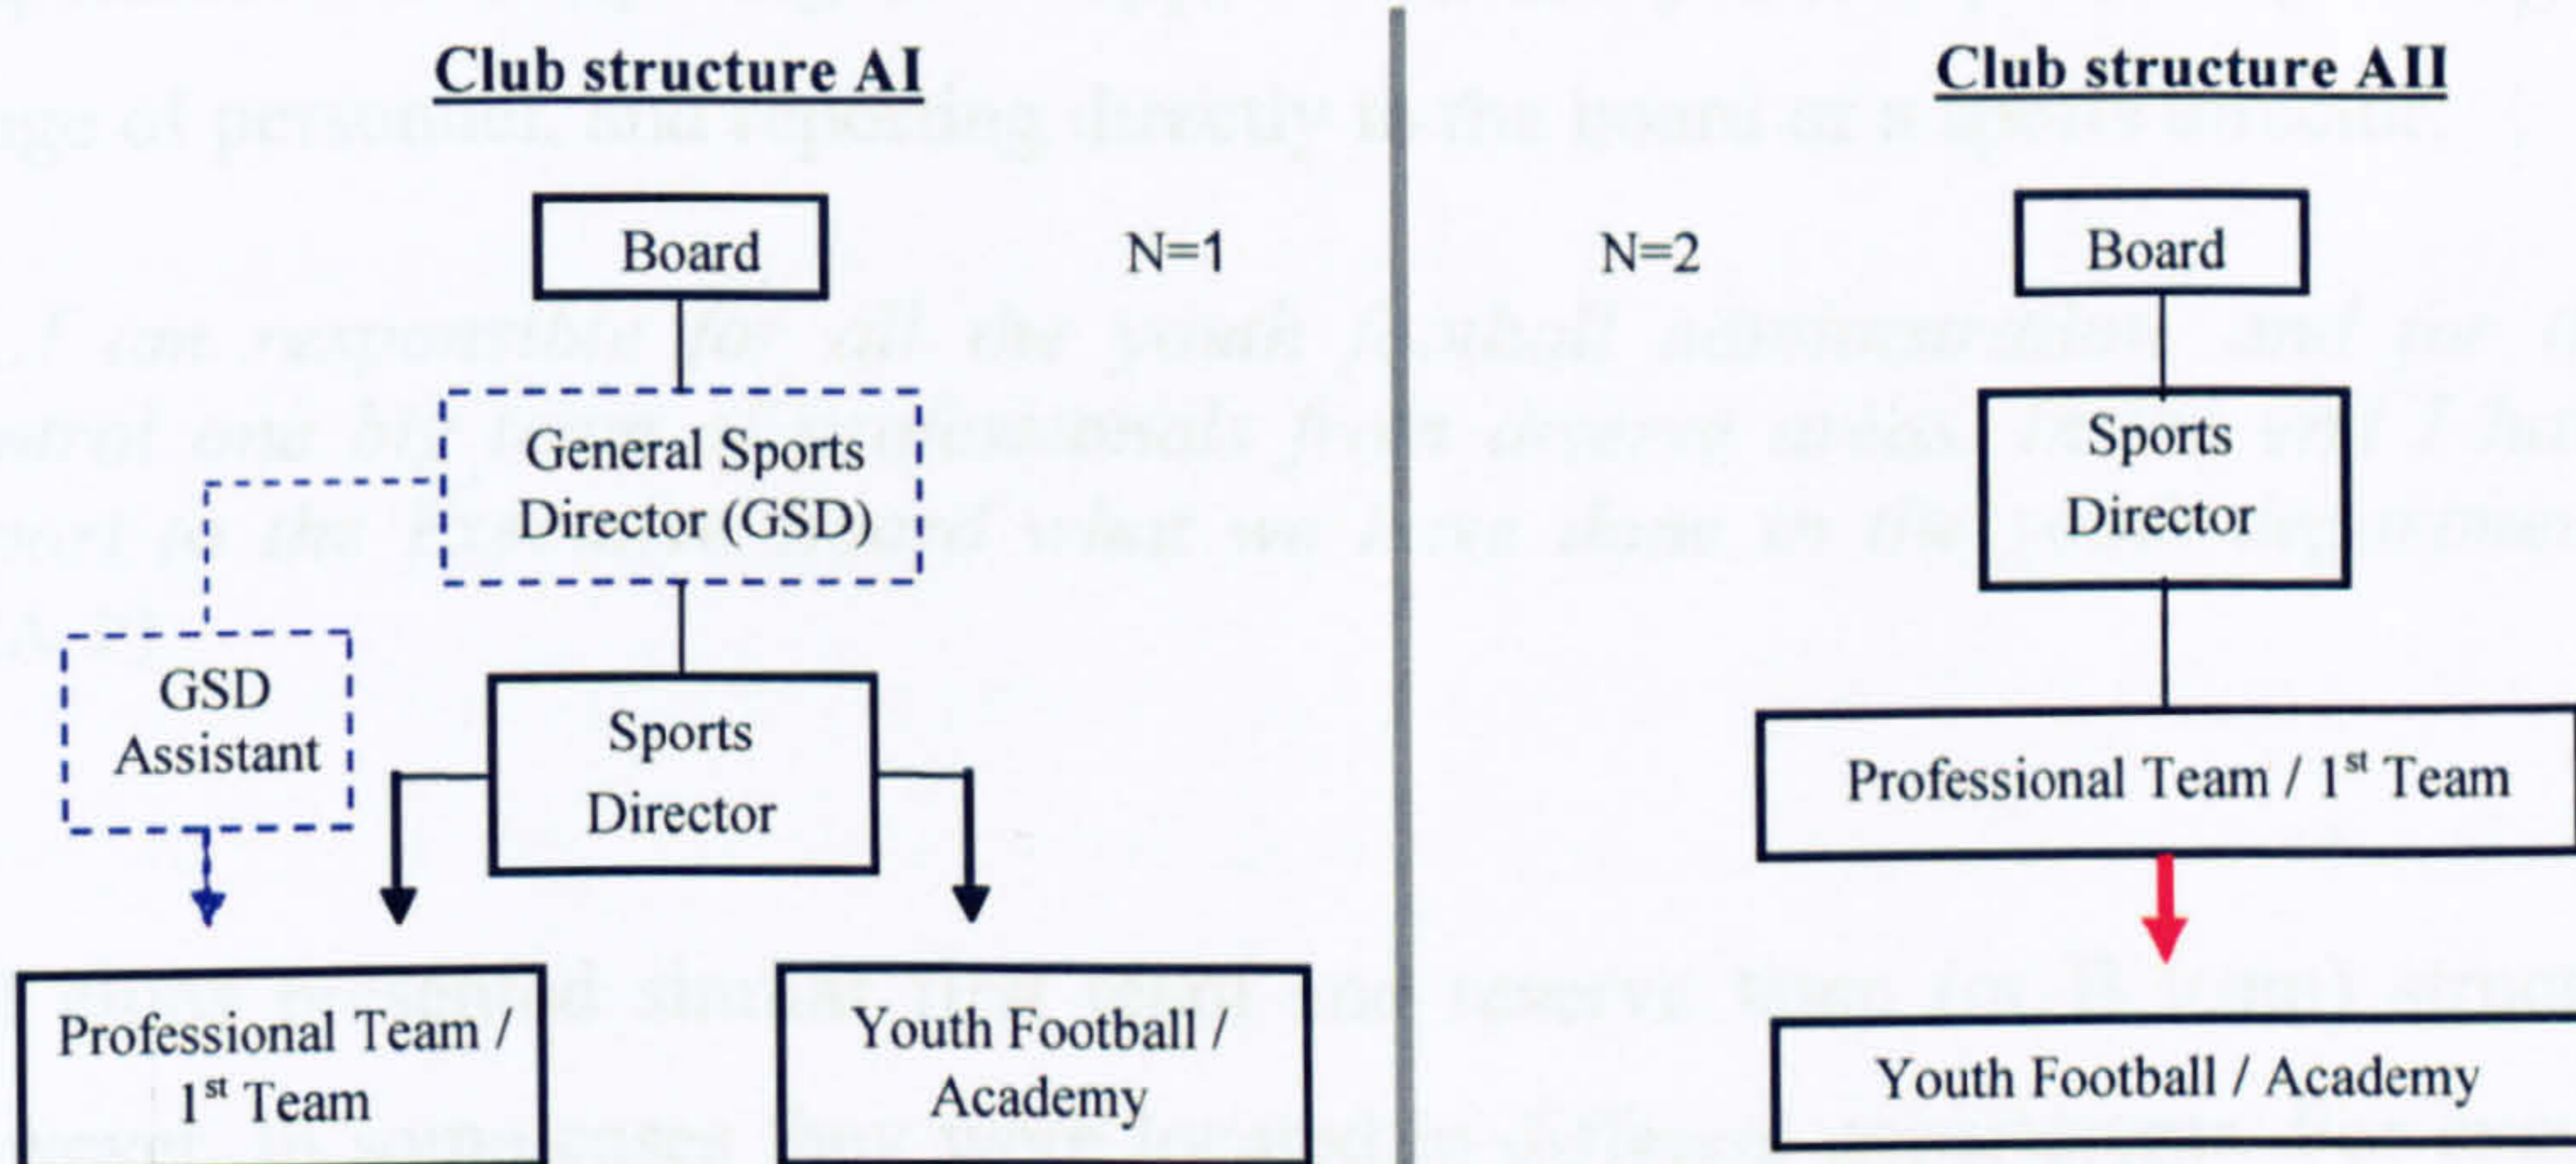 Club structure AI
Board
N=1
General Sports
Director (GSD)
GSD
Assistant
Sports
Director
Professional Team /
1st Team
Youth Football /
Academy
Club structure AII
N=2
Board
Sports
Director
Professional Team / 1st Team
Youth Football / Academy